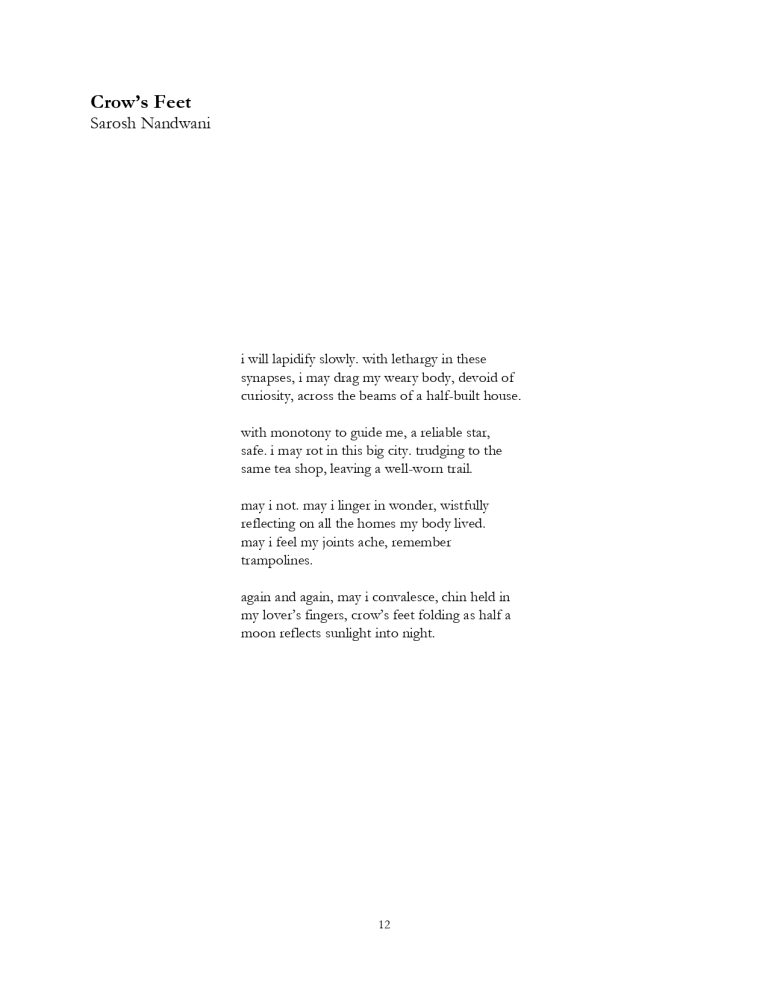 Crow's Feet
Sarosh Nandwani
i will lapidify slowly. with lethargy in these
synapses, i may drag my weary body, devoid of
curiosity, across the beams of a half-built house.
with monotony to guide me, a reliable star,
safe. i may rot in this big city. trudging to the
same tea shop, leaving a well-worn trail.
may i not. may i linger in wonder, wistfully
reflecting on all the homes my body lived.
may i feel my joints ache, remember
trampolines.
again and again, may i convalesce, chin held in
my lover's fingers, crow's feet folding as half a
moon reflects sunlight into night.
12